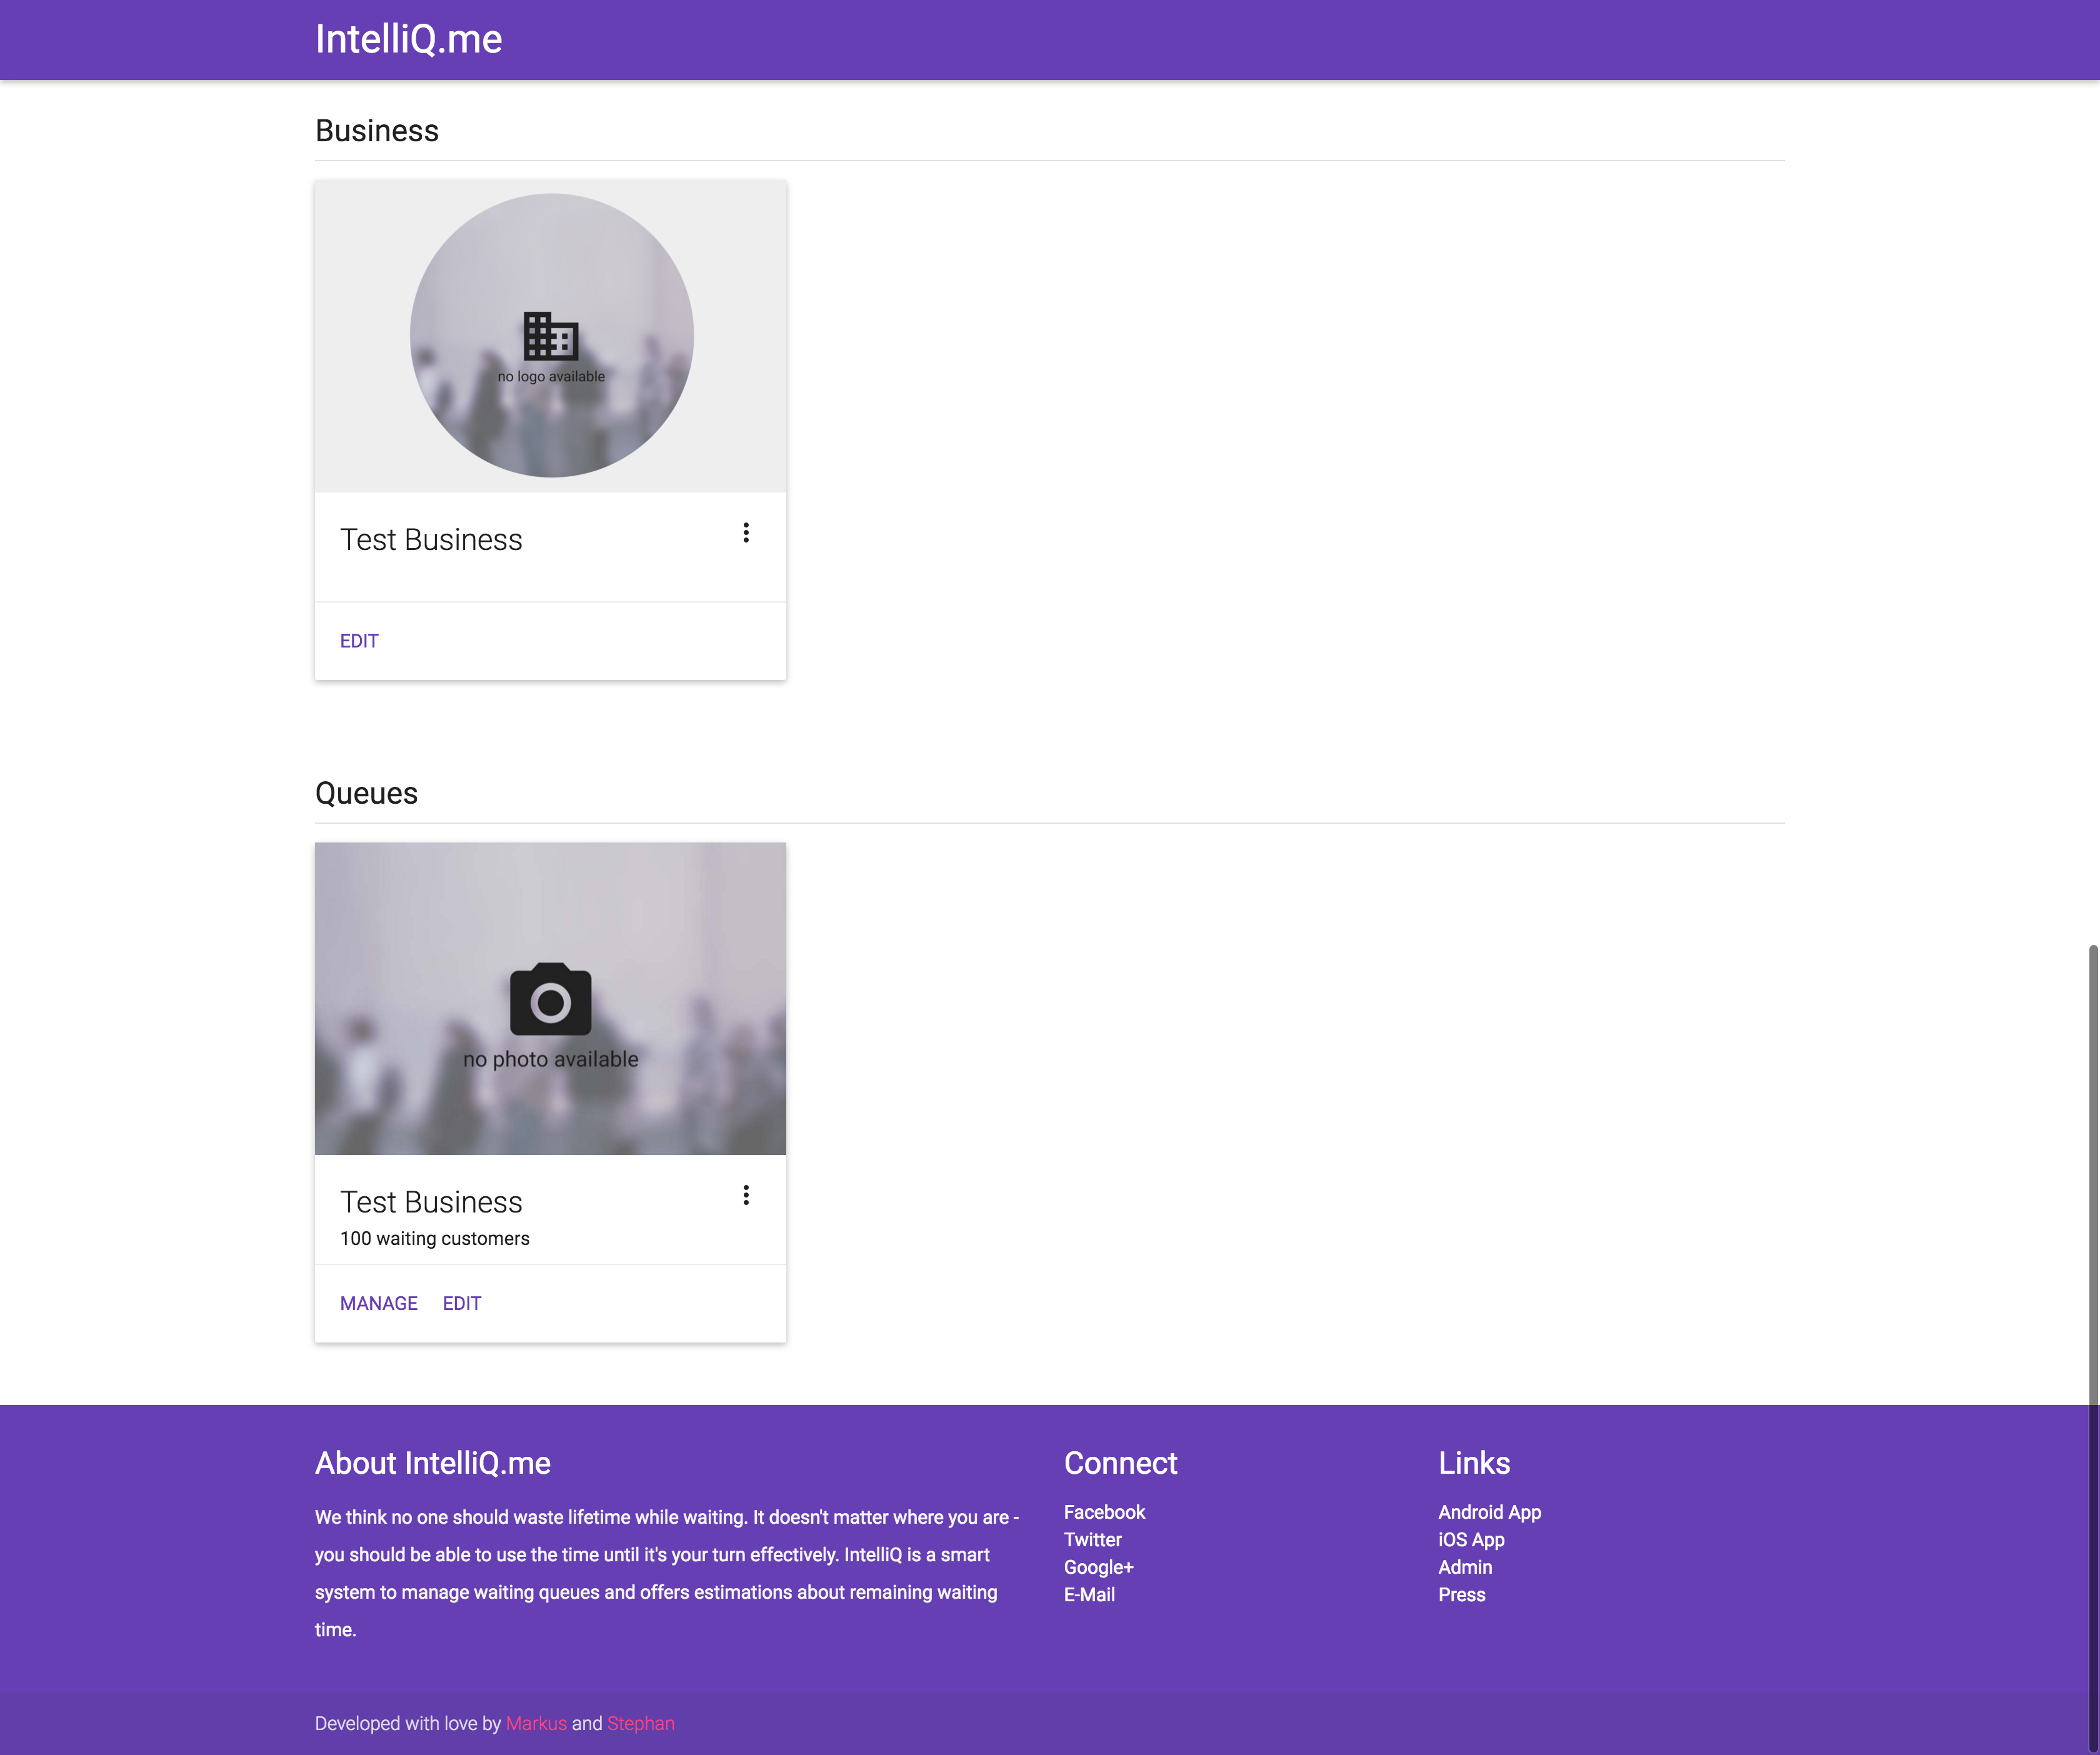 IntelliQ.me
Business
no logo available
Test Business
EDIT
Queues
no photo available
Test Business
100 waiting customers
MANAGE EDIT
About IntelliQ.me
We think no one should waste lifetime while waiting. It doesn't matter where you are -
you should be able to use the time until it's your turn effectively. IntelliQ is a smart
system to manage waiting queues and offers estimations about remaining waiting
time.
Connect
Facebook
Twitter
Google+
E-Mail
Links
Android App
iOS App
Admin
Press
Developed with love by Markus and Stephan